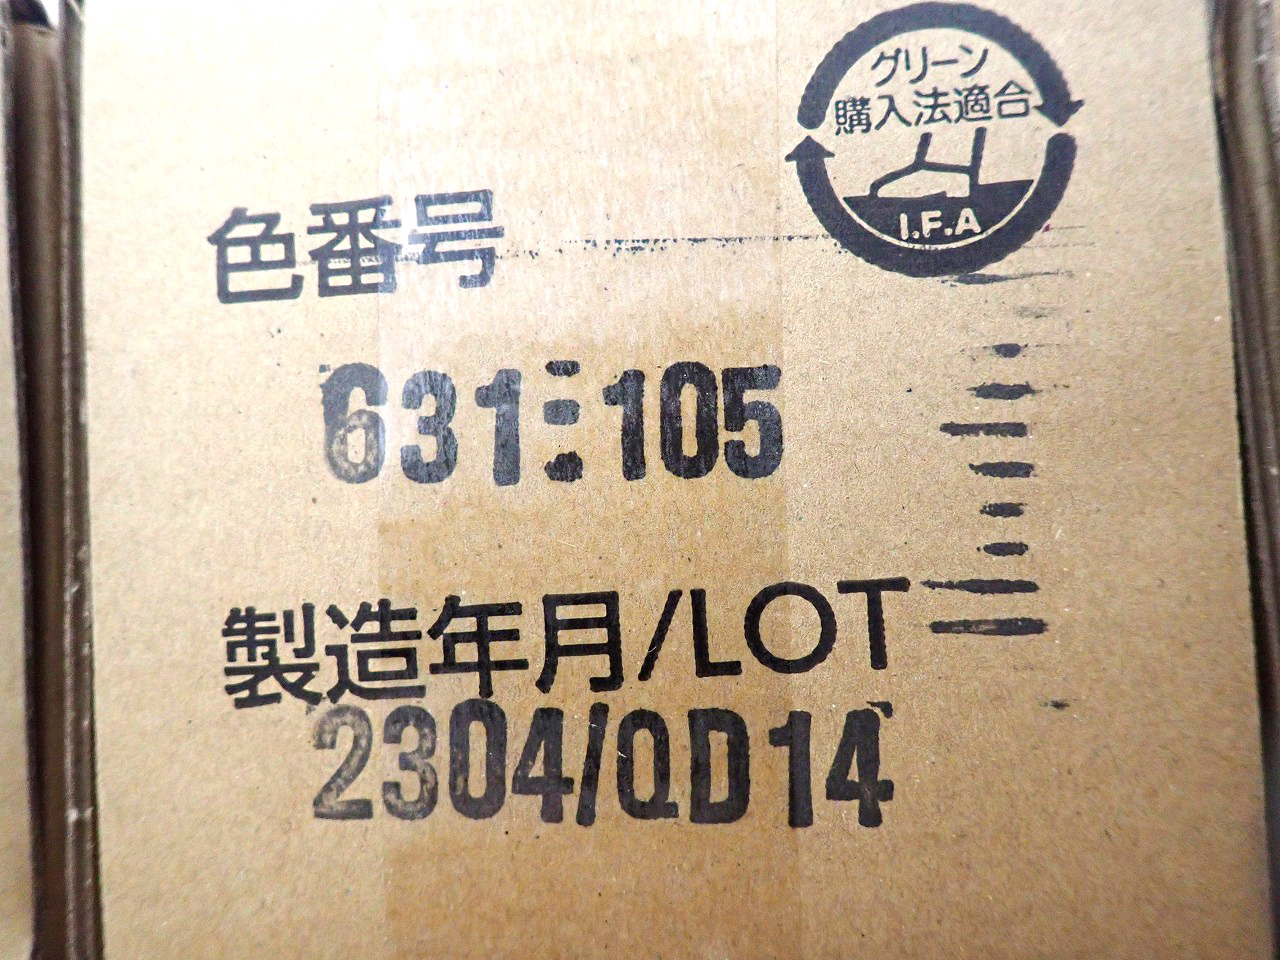 グリーン
購入法適合
I.F.A
色番号
631:105
製造年月/LOT
2304/QD14